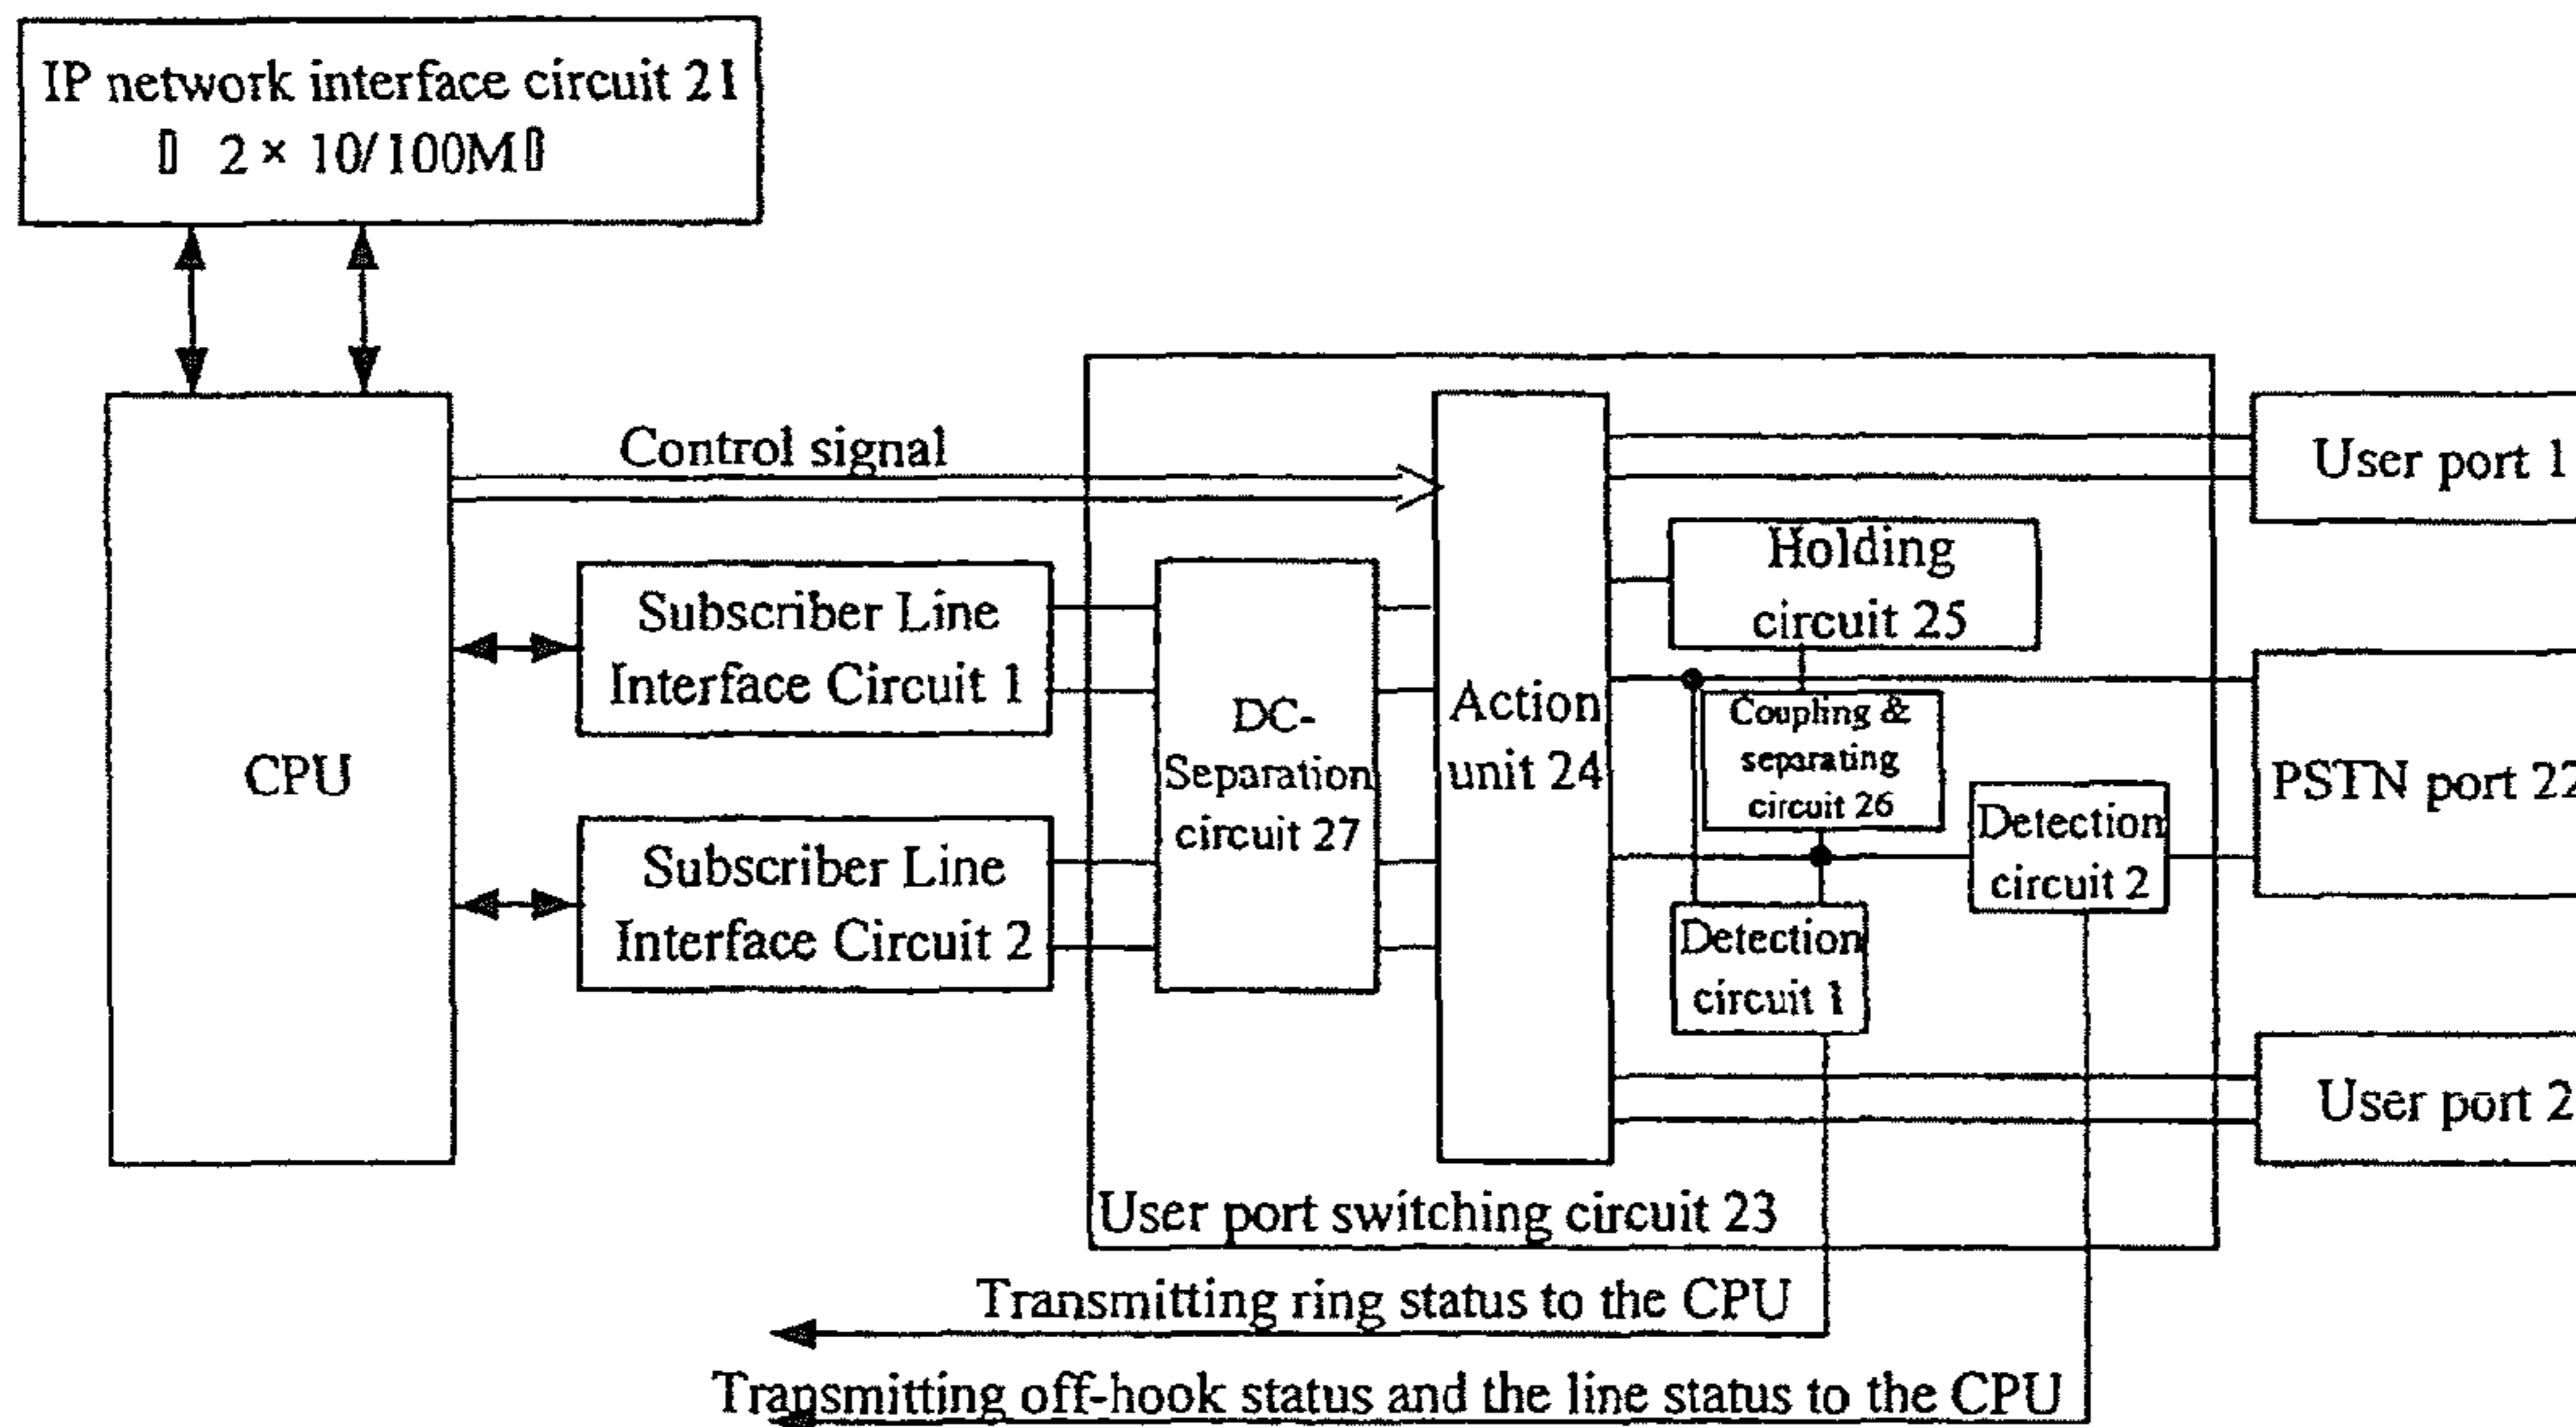 IP network interface circuit 21
2 × 10/100M
Control signal
User port 1
Holding
circuit 25
Subscriber Line
Interface Circuit 1
DC-
Separation
circuit 27
Action
unit 24
Coupling &
separating
circuit 26
CPU
PSTN port 22
Detection
circuit 2
Subscriber Line
Interface Circuit 2
Detection
circuit 1
User port 2
User port switching circuit 23
Transmitting ring status to the CPU
Transmitting off-hook status and the line status to the CPU